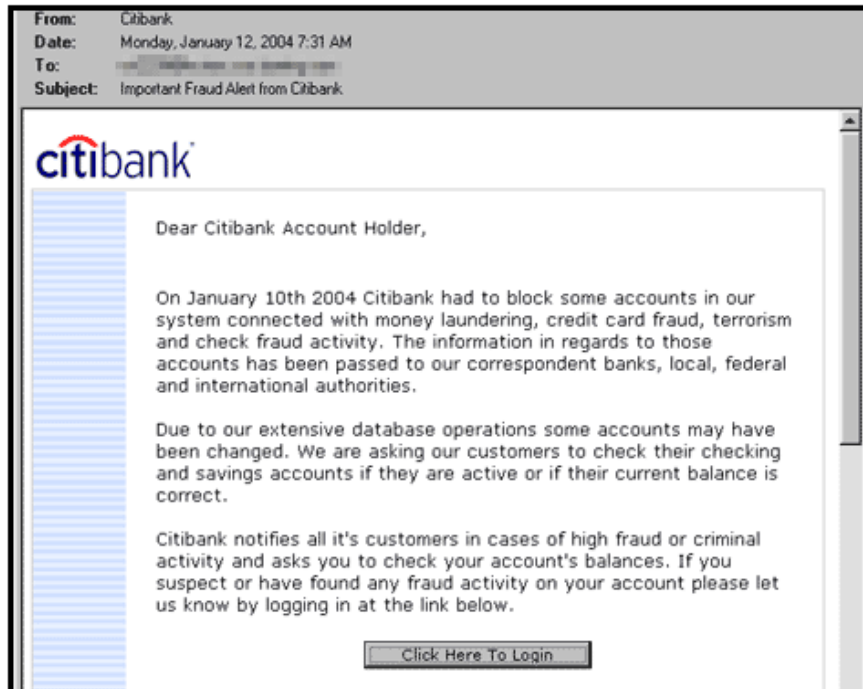 From: Citibank
Date: Monday, January 12, 2004 7:31 AM
To:
Subject: Important Fraud Alert from Citibank
citibank
Dear Citibank Account Holder,
On January 10th 2004 Citibank had to block some accounts in our
system connected with money laundering, credit card fraud, terrorism
and check fraud activity. The information in regards to those
accounts has been passed to our correspondent banks, local, federal
and international authorities.
Due to our extensive database operations some accounts may have
been changed. We are asking our customers to check their checking
and savings accounts if they are active or if their current balance is
correct.
Citibank notifies all it's customers in cases of high fraud or criminal
activity and asks you to check your account's balances. If you
suspect or have found any fraud activity on your account please let
us know by logging in at the link below.
Click Here To Login